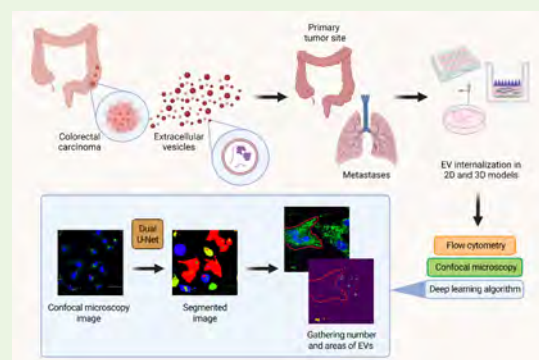 Primary
tumor site
Colorectal
carcinoma
Extracellular
vesicles
Metastases
EV internalization in
2D and 3D models
Flow cytometry
Confocal microscopy
Deep learning algorithm
Dual
U-Net
Confocal microscopy
image
Segmented
image
Gathering number
and areas of EVs